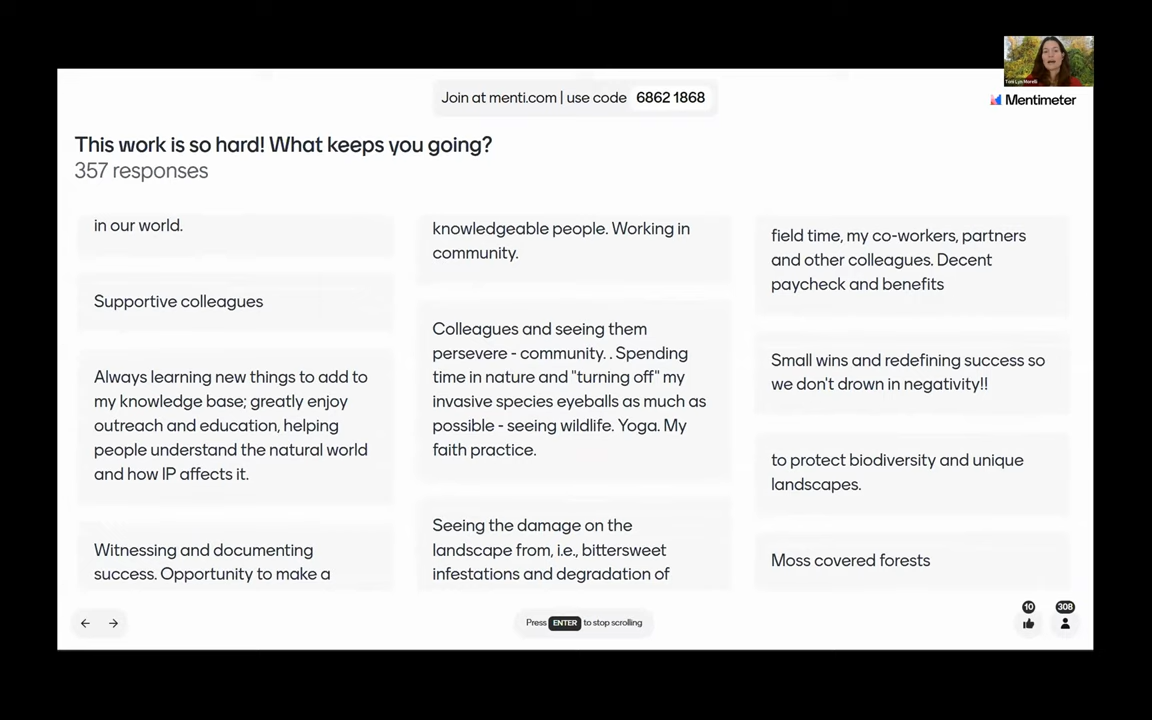 Toni Lyn Morelli
Join at menti.com | use code 6862 1868
Mentimeter
This work is so hard! What keeps you going?
357 responses
in our world.
Supportive colleagues
Always learning new things to add to
my knowledge base; greatly enjoy
outreach and education, helping
people understand the natural world
and how IP affects it.
Witnessing and documenting
success. Opportunity to make a
knowledgeable people. Working in
community.
Colleagues and seeing them
persevere - community. . Spending
time in nature and "turning off" my
invasive species eyeballs as much as
possible - seeing wildlife. Yoga. My
faith practice.
Seeing the damage on the
landscape from, i.e., bittersweet
infestations and degradation of
field time, my co-workers, partners
and other colleagues. Decent
paycheck and benefits
Small wins and redefining success so
we don't drown in negativity!!
to protect biodiversity and unique
landscapes.
Moss covered forests
Press ENTER to stop scrolling
10
308